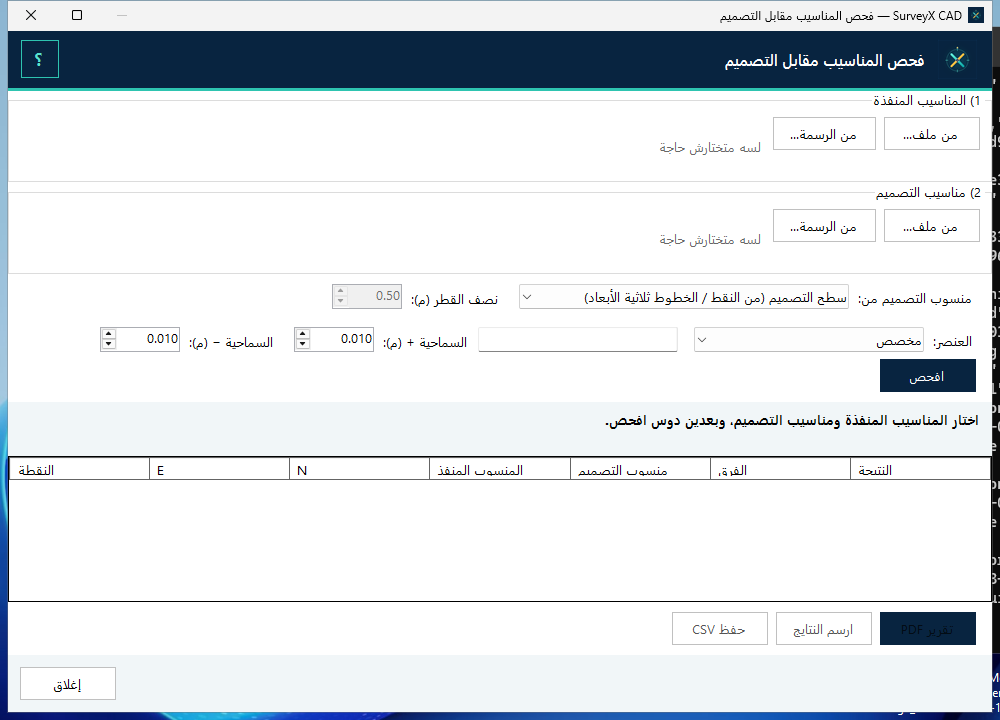 SurveyX CAD — فحص المناسيب مقابل التصميم
فحص المناسيب مقابل التصميم
؟
1) المناسيب المنفذة
من ملف...
من الرسمة...
لسه متختارش حاجة
2) مناسيب التصميم
من ملف...
من الرسمة...
لسه متختارش حاجة
منسوب التصميم من: سطح التصميم (من النقط / الخطوط ثلاثية الأبعاد) نصف القطر (م): 0.50
العنصر: مخصص السماحية + (م): 0.010 السماحية − (م): 0.010
افحص
اختار المناسيب المنفذة ومناسيب التصميم، وبعدين دوس افحص.
النقطة E N المنسوب المنفذ منسوب التصميم الفرق النتيجة
تقرير PDF
ارسم النتايج
حفظ CSV
إغلاق